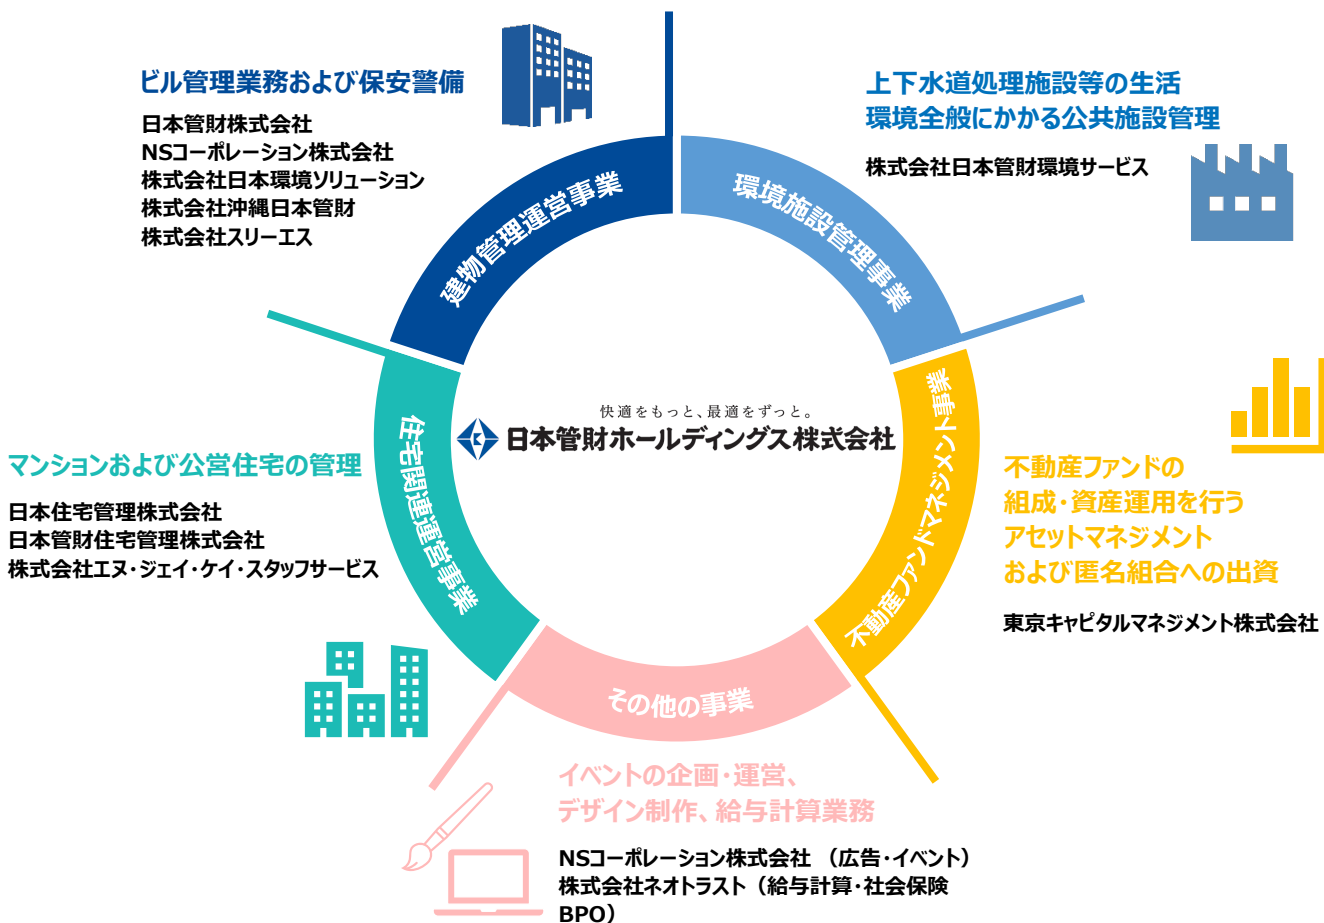 ビル管理業務および保安警備
日本管財株式会社
NSコーポレーション株式会社
株式会社日本環境ソリューション
株式会社沖縄日本管財
株式会社スリーエス
上下水道処理施設等の生活
環境全般にかかる公共施設管理
株式会社日本管財環境サービス
建物管理運営事業
環境施設管理事業
快適をもっと、最適をずっと。
日本管財ホールディングス株式会社
マンションおよび公営住宅の管理
日本住宅管理株式会社
日本管財住宅管理株式会社
株式会社エヌ・ジェイ・ケイ・スタッフサービス
住宅関連運営事業
不動産ファンドマネジメント事業
不動産ファンドの
組成・資産運用を行う
アセットマネジメント
および匿名組合への出資
東京キャピタルマネジメント株式会社
その他の事業
イベントの企画・運営、
デザイン制作、給与計算業務
NSコーポレーション株式会社 （広告・イベント）
株式会社ネオトラスト（給与計算・社会保険
BPO）